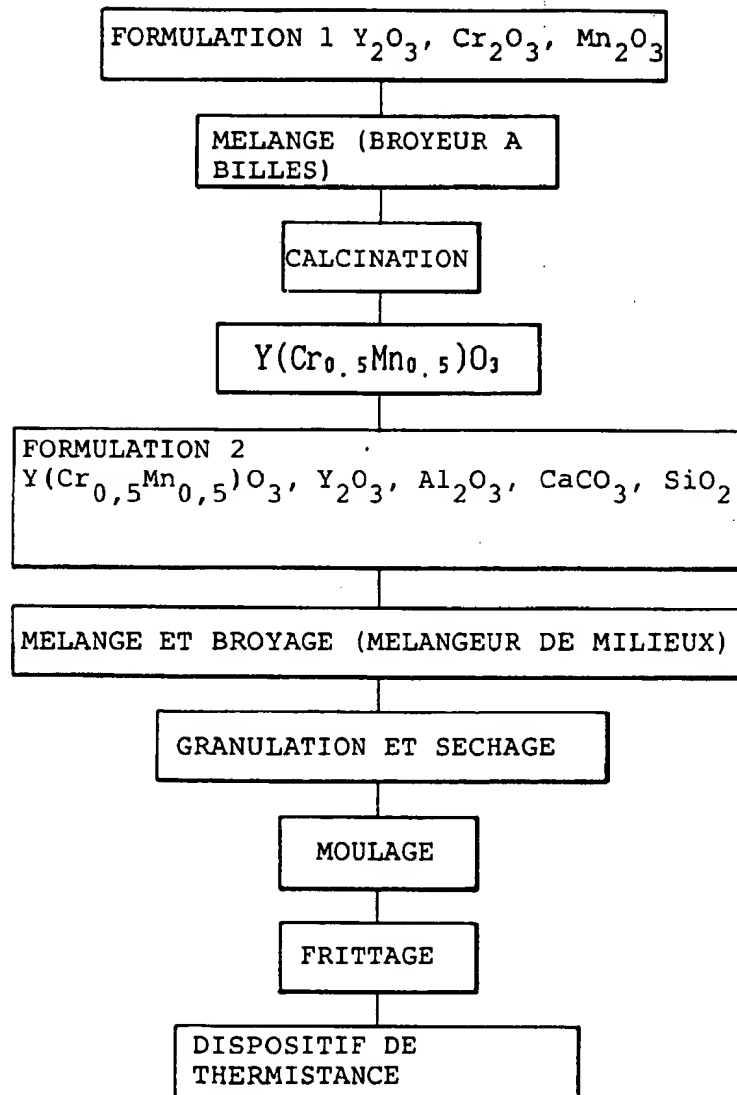 FORMULATION 1 Y₂O₃, Cr₂O₃, Mn₂O₃
MELANGE (BROYEUR A
BILLES)
CALCINATION
Y(Cr₀.₅Mn₀.₅)O₃
FORMULATION 2
Y(Cr₀,₅Mn₀,₅)O₃, Y₂O₃, Al₂O₃, CaCO₃, SiO₂
MELANGE ET BROYAGE (MELANGEUR DE MILIEUX)
GRANULATION ET SECHAGE
MOULAGE
FRITTAGE
DISPOSITIF DE
THERMISTANCE